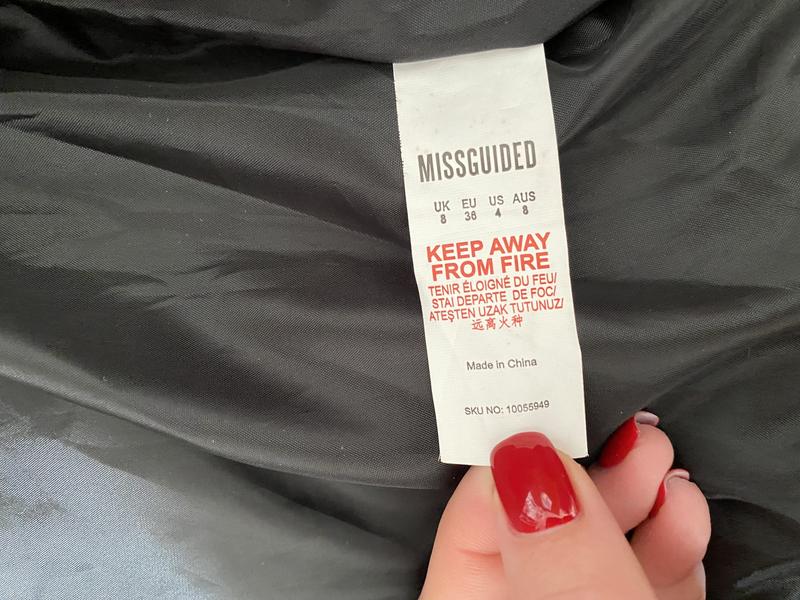 MISSGUIDED
UK EU US AUS
8 36 4 8
KEEP AWAY
FROM FIRE
TENIR ÉLOIGNÉ DU FEU/
STAI DEPARTE DE FOC/
ATEŞTEN UZAK TUTUNUZ/
远高火种
Made in China
SKU NO: 10055949